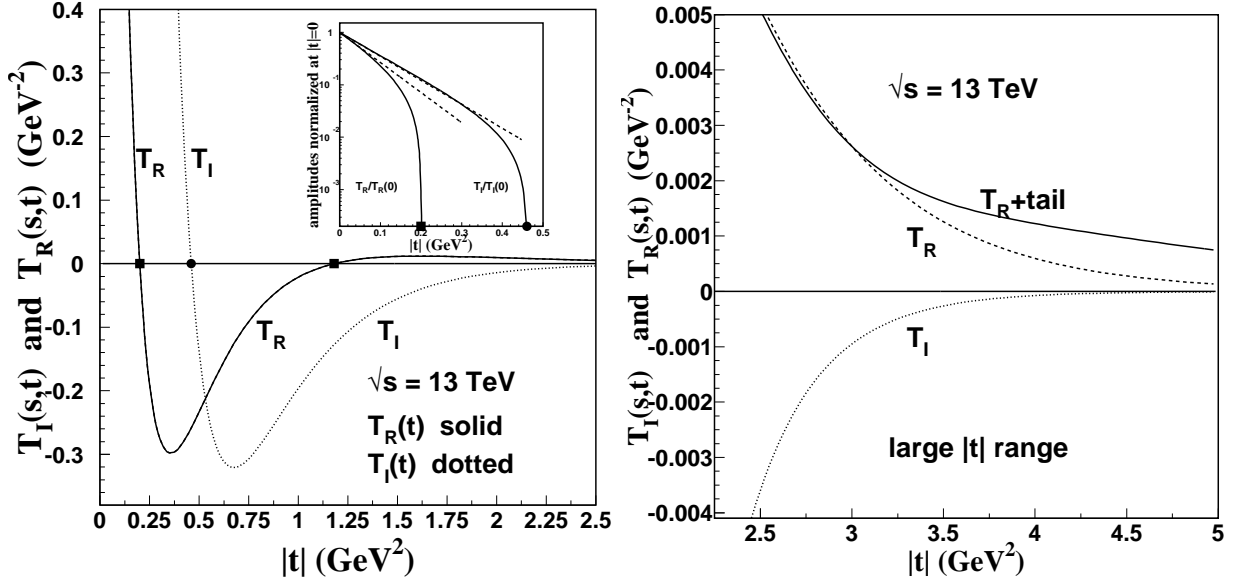 T_I(s,t) and T_R(s,t) (GeV^-2)
0.4
0.3
0.2
0.1
0
-0.1
-0.2
-0.3
0 0.25 0.5 0.75 1 1.25 1.5 1.75 2 2.25 2.5
|t| (GeV^2)
T_R
T_I
T_R
T_I
√s = 13 TeV
T_R(t) solid
T_I(t) dotted
amplitudes normalized at |t|=0
1
10^-1
10^-2
10^-3
T_R/T_R(0)
T_I/T_I(0)
0 0.1 0.2 0.3 0.4 0.5
|t| (GeV^2)
T_I(s,t) and T_R(s,t) (GeV^-2)
0.005
0.004
0.003
0.002
0.001
0
-0.001
-0.002
-0.003
-0.004
√s = 13 TeV
T_R+tail
T_R
T_I
large |t| range
2.5 3 3.5 4 4.5 5
|t| (GeV^2)